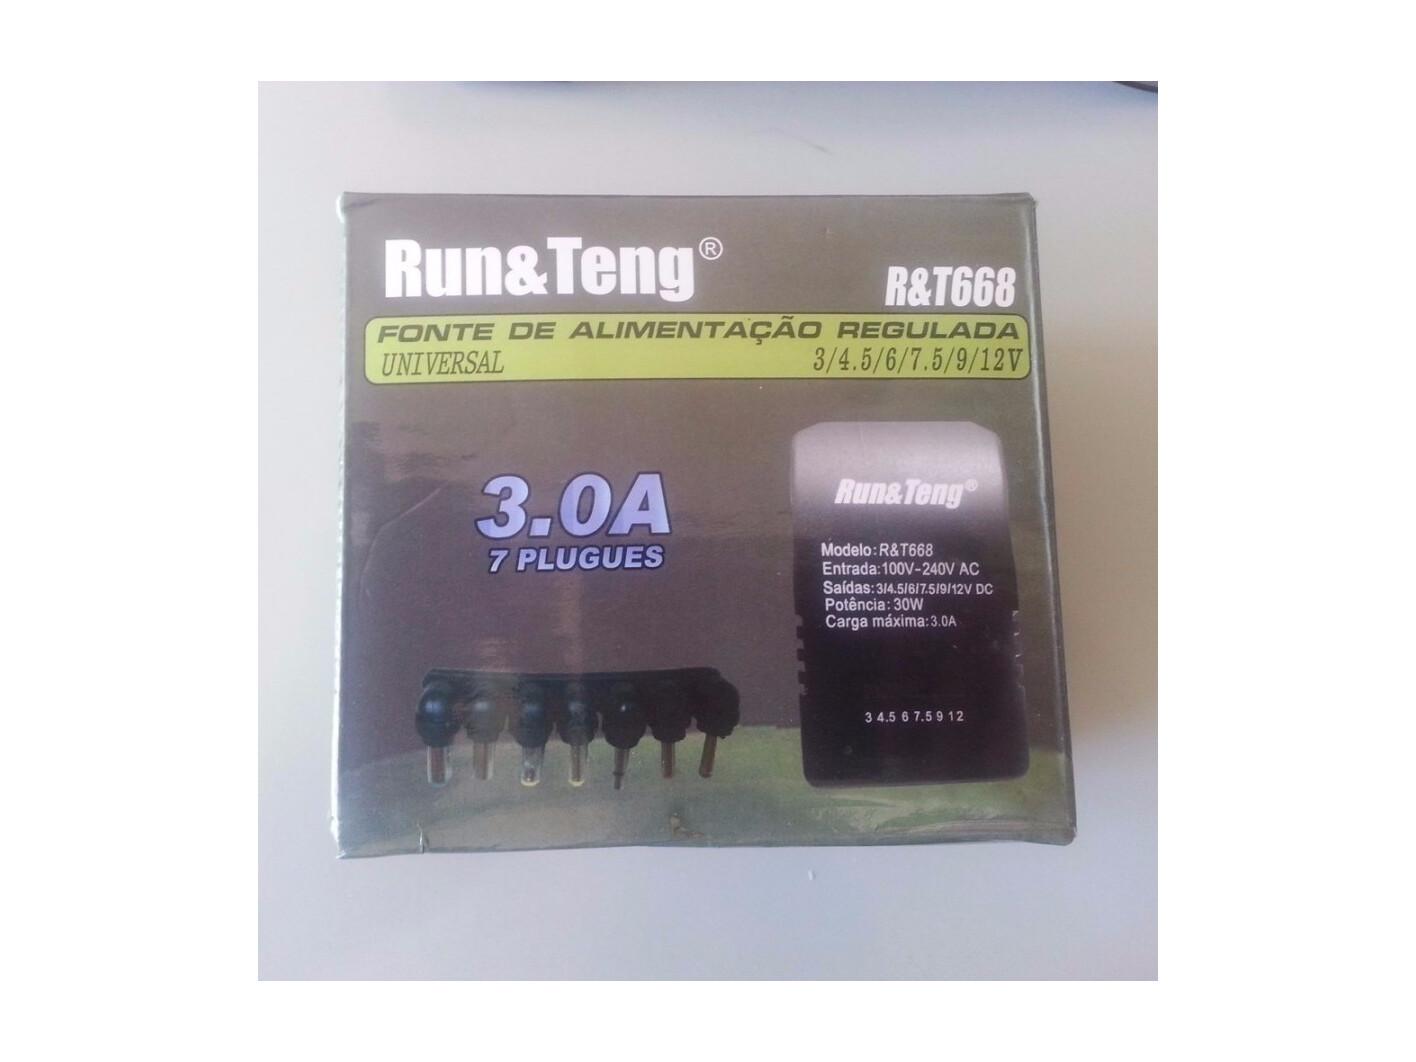 Run&Teng®
R&T668
FONTE DE ALIMENTAÇÃO REGULADA
UNIVERSAL 3/4.5/6/7.5/9/12V
3.0A
7 PLUGUES
Run&Teng®
Modelo:R&T668
Entrada:100V-240V AC
Saídas:3/4.5/6/7.5/9/12V DC
Potência:30W
Carga máxima:3.0A
3 4.5 6 7.5 9 12